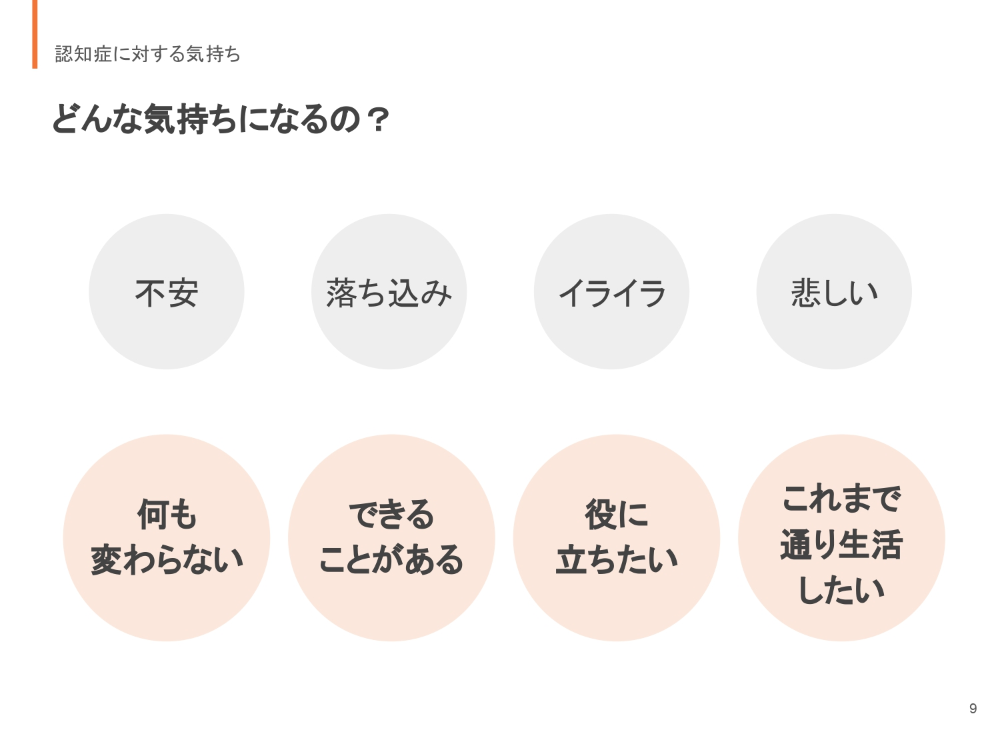 認知症に対する気持ち
どんな気持ちになるの？
不安
落ち込み
イライラ
悲しい
何も
変わらない
できる
ことがある
役に
立ちたい
これまで
通り生活
したい
9